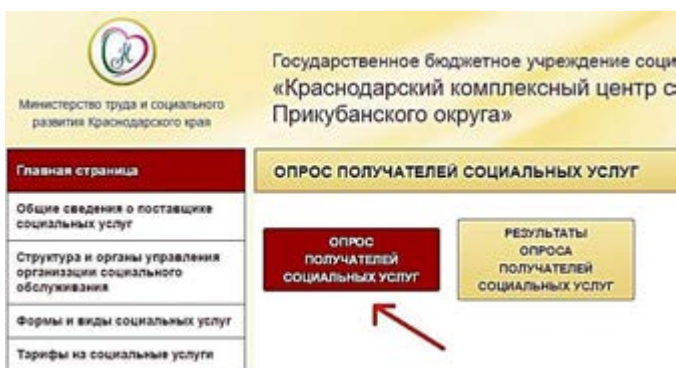 Министерство труда и социального
развития Краснодарского края
Государственное бюджетное учреждение соци
«Краснодарский комплексный центр с
Прикубанского округа»
Главная страница
Общие сведения о поставщике
социальных услуг
Структура и органы управления
организации социального
обслуживания
Формы и виды социальных услуг
Тарифы на социальные услуги
ОПРОС ПОЛУЧАТЕЛЕЙ СОЦИАЛЬНЫХ УСЛУГ
ОПРОС
ПОЛУЧАТЕЛЕЙ
СОЦИАЛЬНЫХ УСЛУГ
РЕЗУЛЬТАТЫ
ОПРОСА
ПОЛУЧАТЕЛЕЙ
СОЦИАЛЬНЫХ УСЛУГ